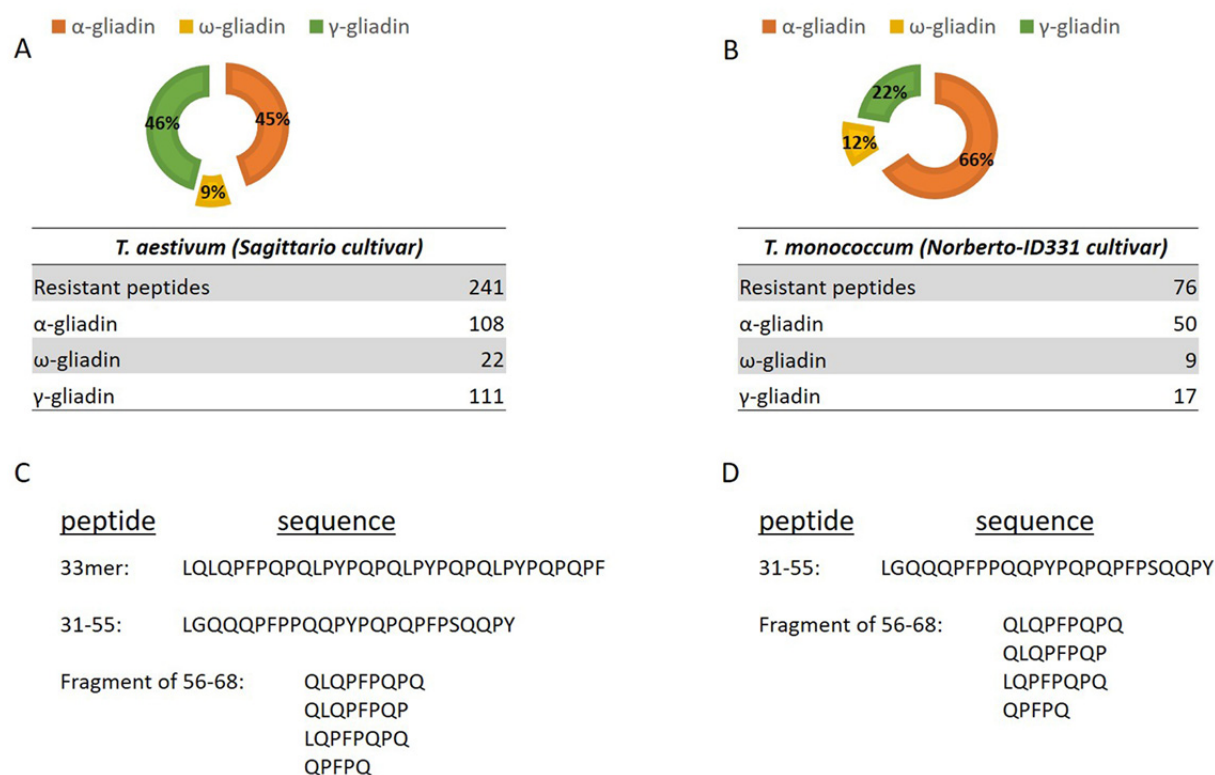 A
α-gliadin ω-gliadin γ-gliadin
46% 45%
9%
T. aestivum (Sagittario cultivar)
Resistant peptides 241
α-gliadin 108
ω-gliadin 22
γ-gliadin 111
B
α-gliadin ω-gliadin γ-gliadin
22%
12%
66%
T. monococcum (Norberto-ID331 cultivar)
Resistant peptides 76
α-gliadin 50
ω-gliadin 9
γ-gliadin 17
C
peptide sequence
33mer: LQLQPFPQPQLPYPQPQLPYPQPQLPYPQPQPF
31-55: LGQQQPFPPQQPYPQPQPFPSQQPY
Fragment of 56-68: QLQPFPQPQ
QLQPFPQP
LQPFPQPQ
QPFPQ
D
peptide sequence
31-55: LGQQQPFPPQQPYPQPQPFPSQQPY
Fragment of 56-68: QLQPFPQPQ
QLQPFPQP
LQPFPQPQ
QPFPQ